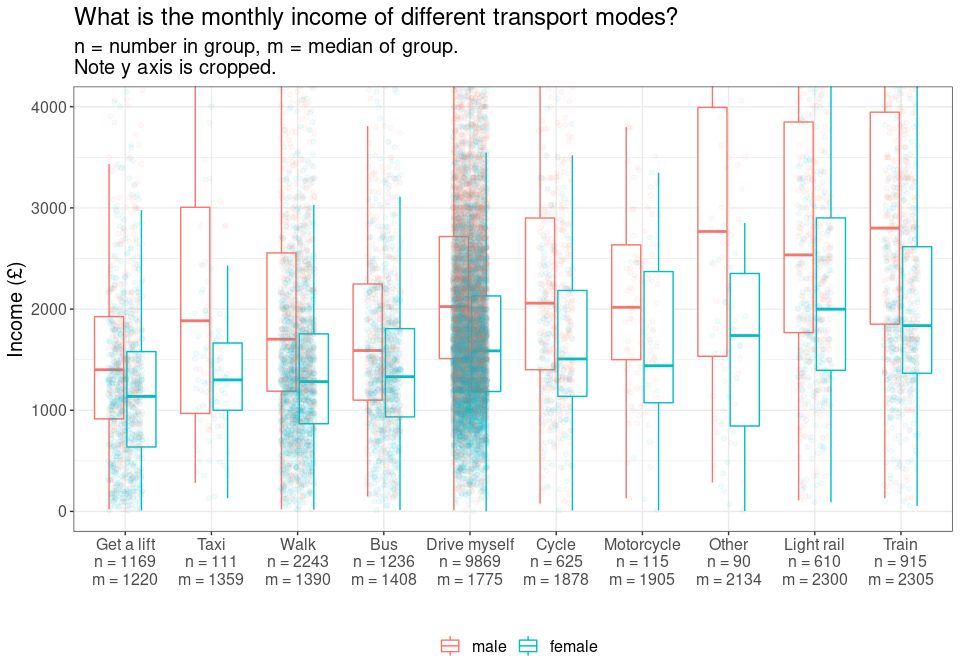 What is the monthly income of different transport modes?
n = number in group, m = median of group.
Note y axis is cropped.
Income (£)
4000
3000
2000
1000
0
Get a lift Taxi Walk Bus Drive myself Cycle Motorcycle Other Light rail Train
n = 1169 n = 111 n = 2243 n = 1236 n = 9869 n = 625 n = 115 n = 90 n = 610 n = 915
m = 1220 m = 1359 m = 1390 m = 1408 m = 1775 m = 1878 m = 1905 m = 2134 m = 2300 m = 2305
male female